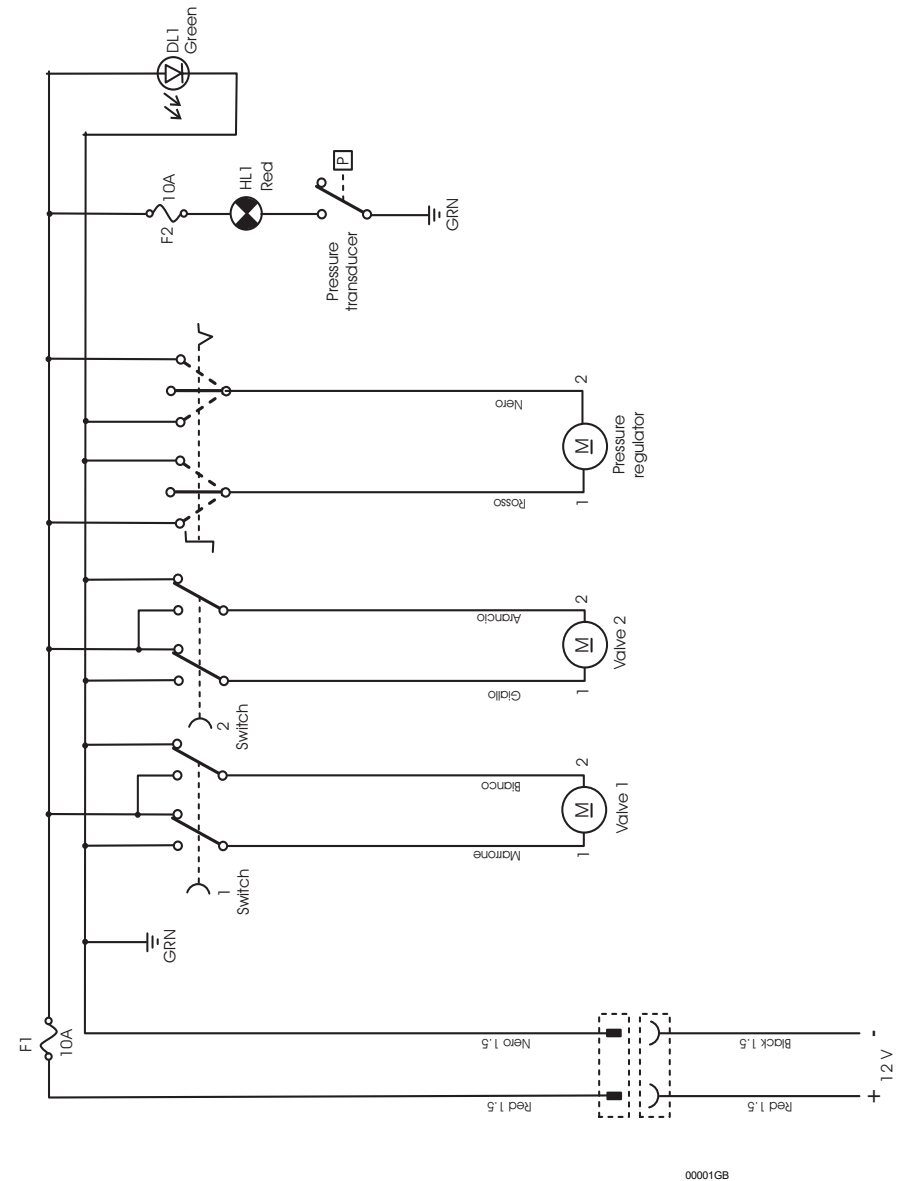 DL1
Green
F2
10A
HL1
Red
P
Pressure
transducer
GRN
Nero
2
M
Pressure
regulator
Rosso
1
Arancio
2
M
Valve 2
Giallo
1
2
Switch
Bianco
2
M
Valve 1
Marrone
1
1
Switch
GRN
F1
10A
Nero 1.5
Black 1.5
-
12 V
Red 1.5
Red 1.5
+
00001GB